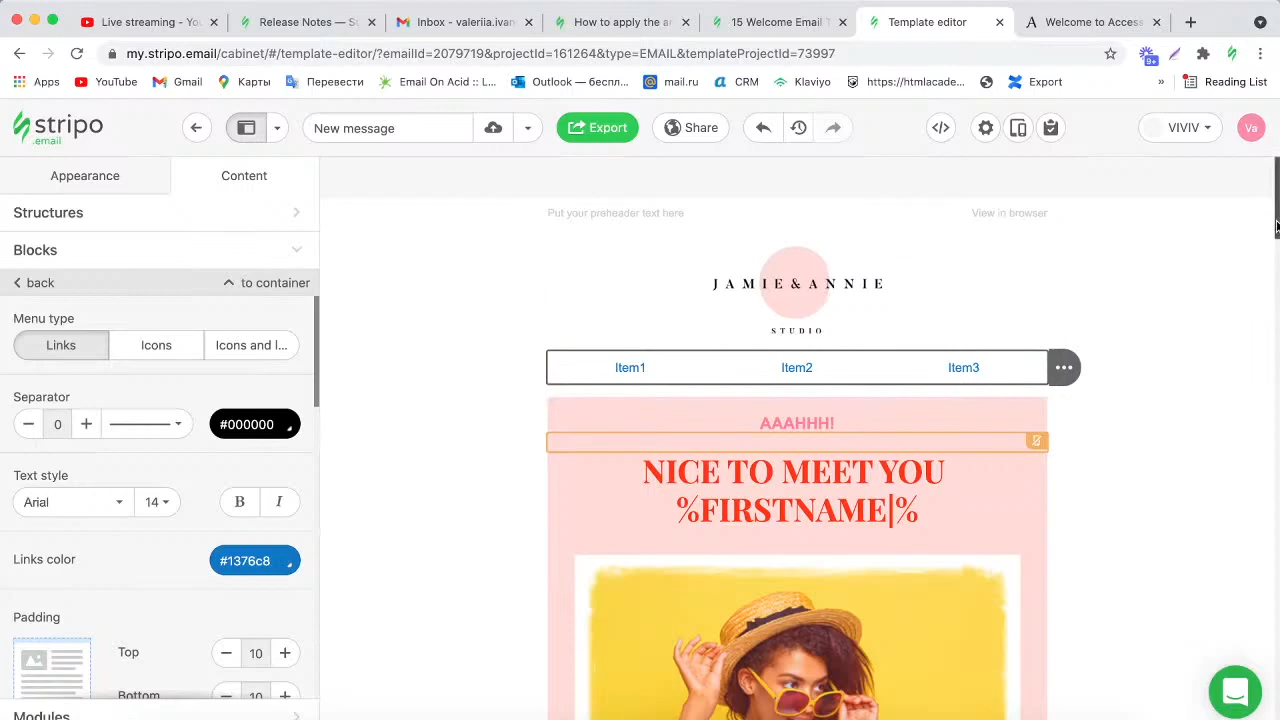 Live streaming - You
Release Notes — St
Inbox - valeriia.ivan
How to apply the a
15 Welcome Email T
Template editor
Welcome to Access
my.stripo.email/cabinet/#/template-editor/?emailId=2079719&projectId=161264&type=EMAIL&templateProjectId=73997
9+
Apps
YouTube
Gmail
Карты
Перевести
Email On Acid :: L...
Outlook — беспл...
mail.ru
CRM
Klaviyo
https://htmlacade...
Export
»
Reading List
stripo
.email
New message
Export
Share
VIVIV
Va
Appearance
Content
Structures
Blocks
back
to container
Menu type
Links
Icons
Icons and l...
Separator
0
#000000
Text style
Arial
14
B
I
Links color
#1376c8
Padding
Top
10
Bottom
10
Modules
Put your preheader text here
View in browser
JAMIE&ANNIE
STUDIO
Item1
Item2
Item3
AAAHHH!
NICE TO MEET YOU
%FIRSTNAME|%